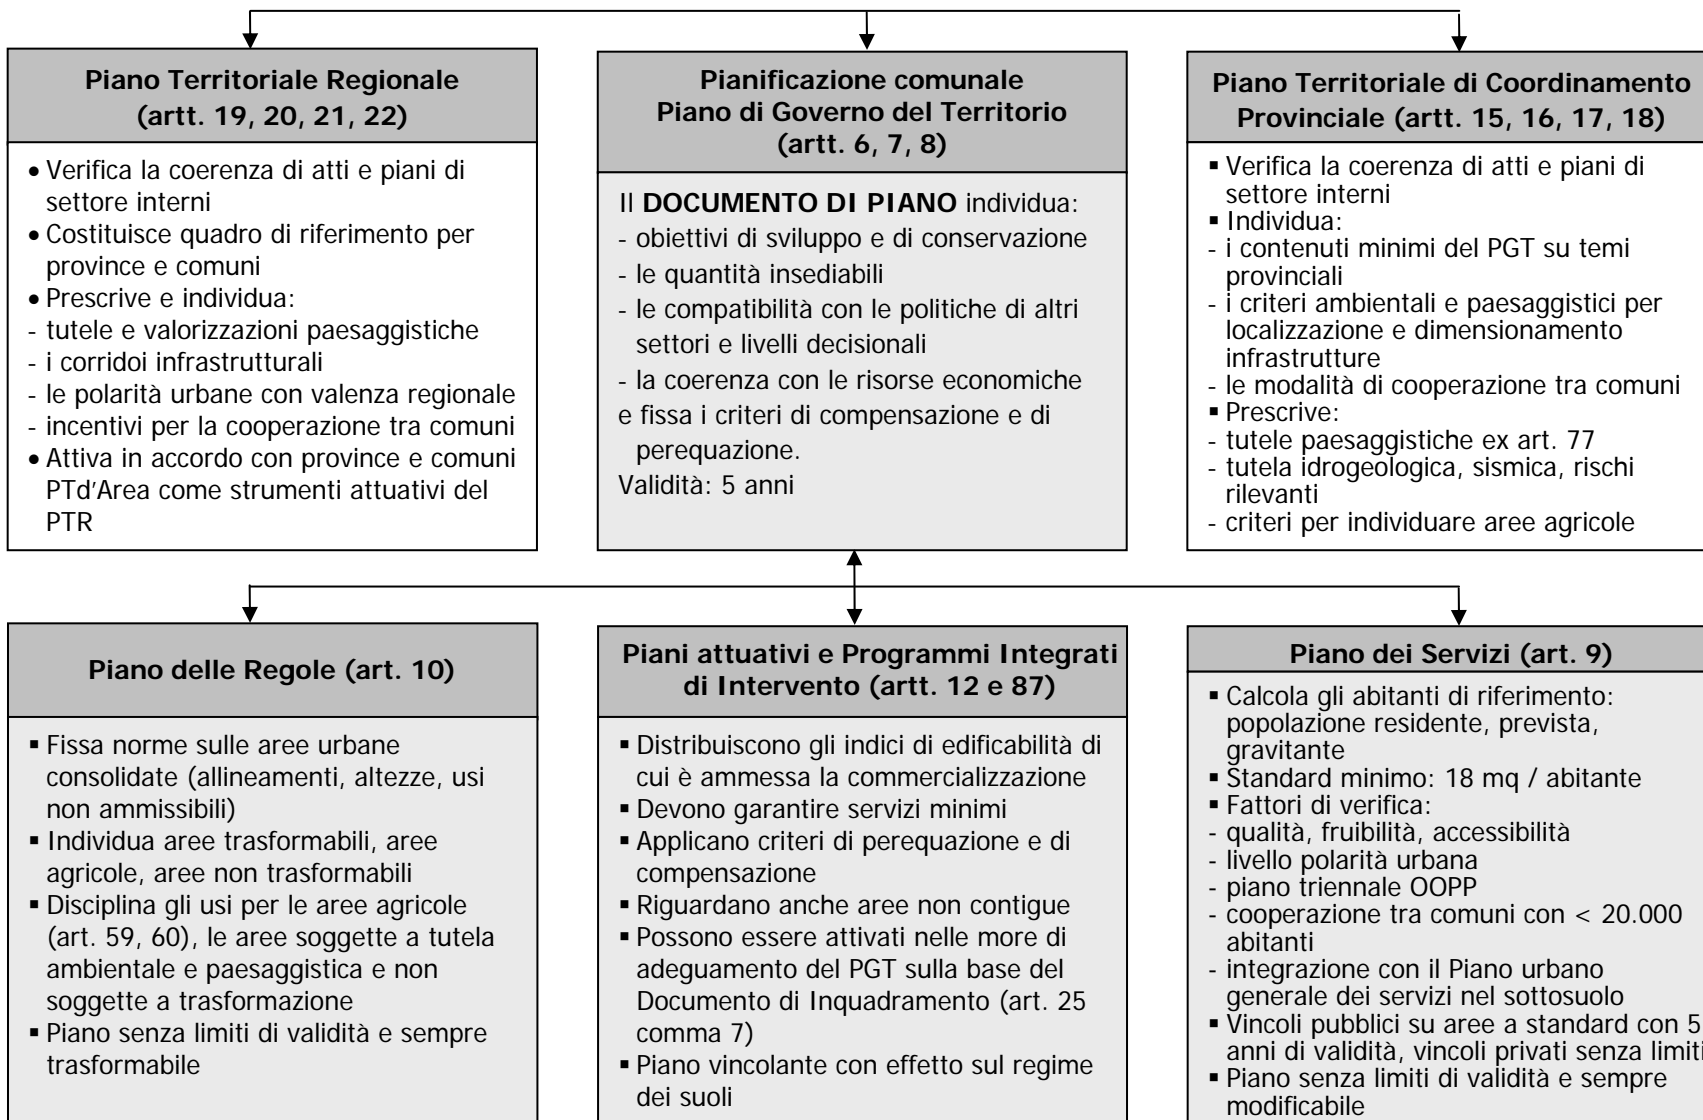 Piano Territoriale Regionale
(artt. 19, 20, 21, 22)
• Verifica la coerenza di atti e piani di
settore interni
• Costituisce quadro di riferimento per
province e comuni
• Prescrive e individua:
- tutele e valorizzazioni paesaggistiche
- i corridoi infrastrutturali
- le polarità urbane con valenza regionale
- incentivi per la cooperazione tra comuni
• Attiva in accordo con province e comuni
PTd'Area come strumenti attuativi del
PTR
Pianificazione comunale
Piano di Governo del Territorio
(artt. 6, 7, 8)
Il DOCUMENTO DI PIANO individua:
- obiettivi di sviluppo e di conservazione
- le quantità insediabili
- le compatibilità con le politiche di altri
settori e livelli decisionali
- la coerenza con le risorse economiche
e fissa i criteri di compensazione e di
perequazione.
Validità: 5 anni
Piano Territoriale di Coordinamento
Provinciale (artt. 15, 16, 17, 18)
▪ Verifica la coerenza di atti e piani di
settore interni
▪ Individua:
- i contenuti minimi del PGT su temi
provinciali
- i criteri ambientali e paesaggistici per
localizzazione e dimensionamento
infrastrutture
- le modalità di cooperazione tra comuni
▪ Prescrive:
- tutele paesaggistiche ex art. 77
- tutela idrogeologica, sismica, rischi
rilevanti
- criteri per individuare aree agricole
Piano delle Regole (art. 10)
▪ Fissa norme sulle aree urbane
consolidate (allineamenti, altezze, usi
non ammissibili)
▪ Individua aree trasformabili, aree
agricole, aree non trasformabili
▪ Disciplina gli usi per le aree agricole
(art. 59, 60), le aree soggette a tutela
ambientale e paesaggistica e non
soggette a trasformazione
▪ Piano senza limiti di validità e sempre
trasformabile
Piani attuativi e Programmi Integrati
di Intervento (artt. 12 e 87)
▪ Distribuiscono gli indici di edificabilità di
cui è ammessa la commercializzazione
▪ Devono garantire servizi minimi
▪ Applicano criteri di perequazione e di
compensazione
▪ Riguardano anche aree non contigue
▪ Possono essere attivati nelle more di
adeguamento del PGT sulla base del
Documento di Inquadramento (art. 25
comma 7)
▪ Piano vincolante con effetto sul regime
dei suoli
Piano dei Servizi (art. 9)
▪ Calcola gli abitanti di riferimento:
popolazione residente, prevista,
gravitante
▪ Standard minimo: 18 mq / abitante
▪ Fattori di verifica:
- qualità, fruibilità, accessibilità
- livello polarità urbana
- piano triennale OOPP
- cooperazione tra comuni con < 20.000
abitanti
- integrazione con il Piano urbano
generale dei servizi nel sottosuolo
▪ Vincoli pubblici su aree a standard con 5
anni di validità, vincoli privati senza limiti
▪ Piano senza limiti di validità e sempre
modificabile